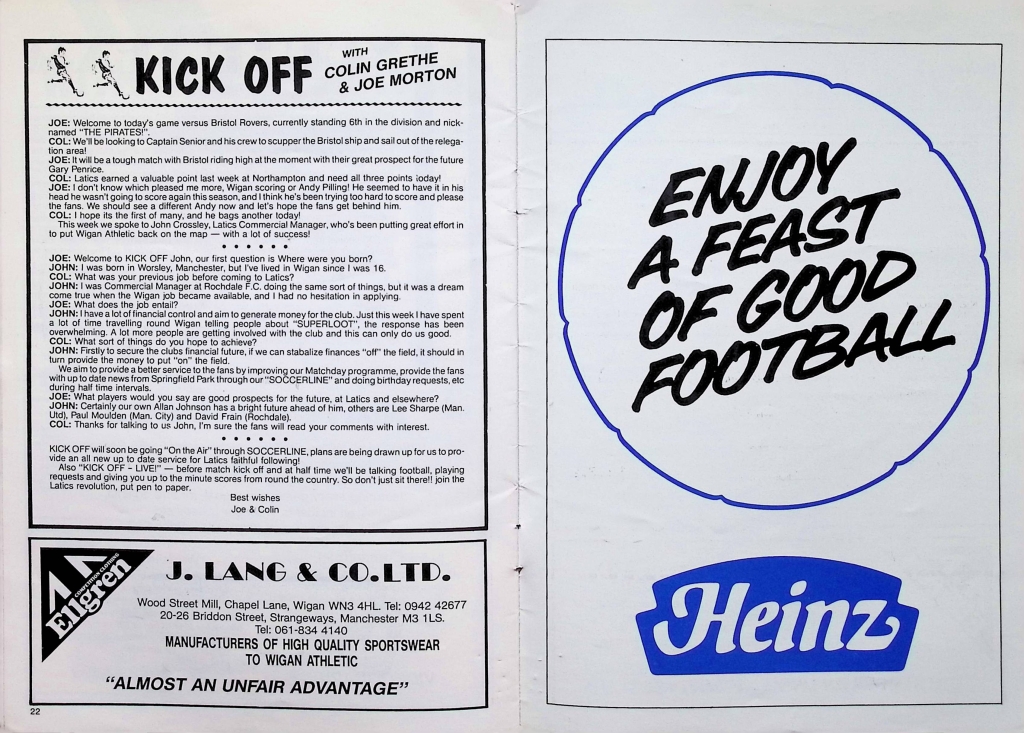 KICK OFF
WITH
COLIN GRETHE
& JOE MORTON
JOE: Welcome to today's game versus Bristol Rovers, currently standing 6th in the division and nick-
named "THE PIRATES!".
COL: We'll be looking to Captain Senior and his crew to scupper the Bristol ship and sail out of the relega-
tion area!
JOE: It will be a tough match with Bristol riding high at the moment with their great prospect for the future
Gary Penrice.
COL: Latics earned a valuable point last week at Northampton and need all three points today!
JOE: I don't know which pleased me more, Wigan scoring or Andy Pilling! He seemed to have it in his
head he wasn't going to score again this season, and I think he's been trying too hard to score and please
the fans. We should see a different Andy now and let's hope the fans get behind him.
COL: I hope its the first of many, and he bags another today!
This week we spoke to John Crossley, Latics Commercial Manager, who's been putting great effort in
to put Wigan Athletic back on the map — with a lot of success!
• • • • • •
JOE: Welcome to KICK OFF John, our first question is Where were you born?
JOHN: I was born in Worsley, Manchester, but I've lived in Wigan since I was 16.
COL: What was your previous job before coming to Latics?
JOHN: I was Commercial Manager at Rochdale F.C. doing the same sort of things, but it was a dream
come true when the Wigan job became available, and I had no hesitation in applying.
JOE: What does the job entail?
JOHN: I have a lot of financial control and aim to generate money for the club. Just this week I have spent
a lot of time travelling round Wigan telling people about "SUPERLOOT", the response has been
overwhelming. A lot more people are getting involved with the club and this can only do us good.
COL: What sort of things do you hope to achieve?
JOHN: Firstly to secure the clubs financial future, if we can stabalize finances "off" the field, it should in
turn provide the money to put "on" the field.
We aim to provide a better service to the fans by improving our Matchday programme, provide the fans
with up to date news from Springfield Park through our "SOCCERLINE" and doing birthday requests, etc
during half time intervals.
JOE: What players would you say are good prospects for the future, at Latics and elsewhere?
JOHN: Certainly our own Allan Johnson has a bright future ahead of him, others are Lee Sharpe (Man.
Utd), Paul Moulden (Man. City) and David Frain (Rochdale).
COL: Thanks for talking to us John, I'm sure the fans will read your comments with interest.
• • • • • •
KICK OFF will soon be going "On the Air" through SOCCERLINE, plans are being drawn up for us to pro-
vide an all new up to date service for Latics faithful following!
Also "KICK OFF – LIVE!" — before match kick off and at half time we'll be talking football, playing
requests and giving you up to the minute scores from round the country. So don't just sit there!! join the
Latics revolution, put pen to paper.
Best wishes
Joe & Colin
COMPETITION CLOTHING
Ellgren
J. LANG & CO. LTD.
Wood Street Mill, Chapel Lane, Wigan WN3 4HL. Tel: 0942 42677
20-26 Briddon Street, Strangeways, Manchester M3 1LS.
Tel: 061-834 4140
MANUFACTURERS OF HIGH QUALITY SPORTSWEAR
TO WIGAN ATHLETIC
"ALMOST AN UNFAIR ADVANTAGE"
22
ENJOY
A FEAST
OF GOOD
FOOTBALL
Heinz